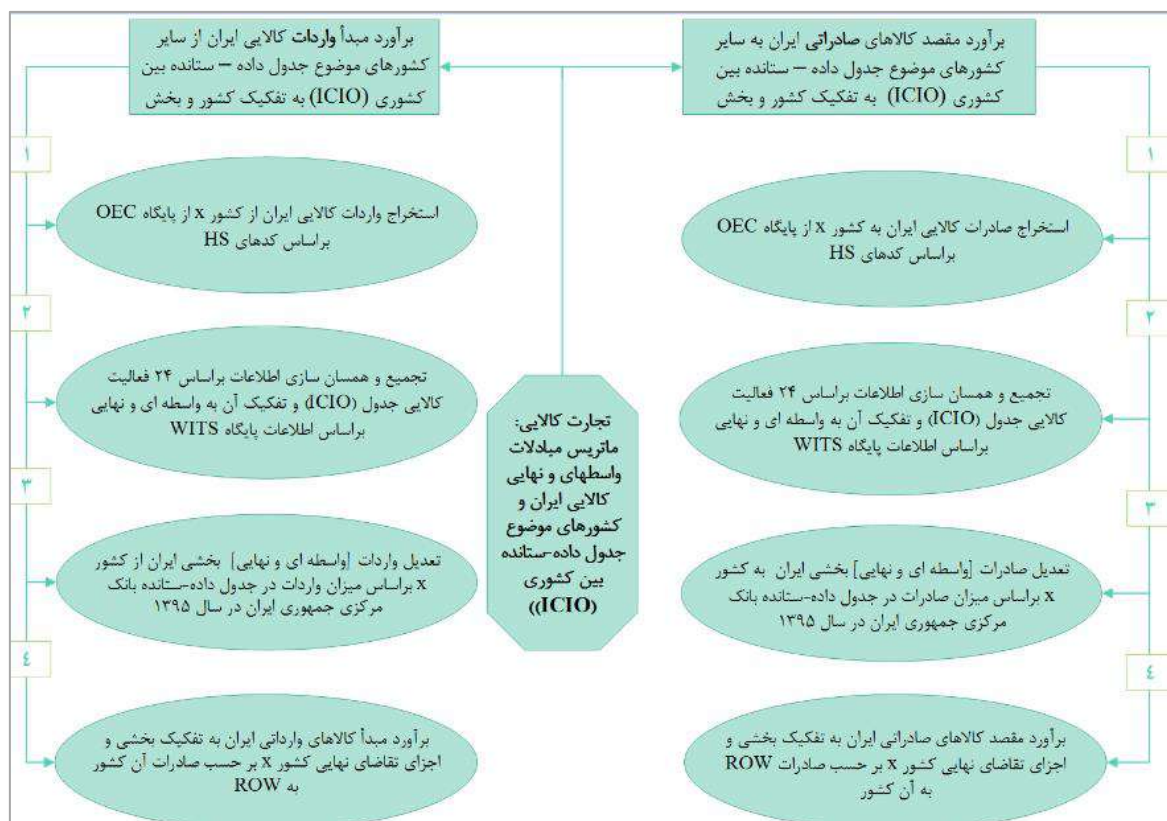 برآورد مقصد کالاهای صادراتی ایران به سایر
کشورهای موضوع جدول داده – ستانده بین
کشوری (ICIO) به تفکیک کشور و بخش
۱
استخراج صادرات کالایی ایران به کشور x از پایگاه OEC
براساس کدهای HS
۲
تجمیع و همسان سازی اطلاعات براساس ۲۴ فعالیت
کالایی جدول (ICIO) و تفکیک آن به واسطه ای و نهایی
براساس اطلاعات پایگاه WITS
۳
تعدیل صادرات [واسطه ای و نهایی] بخشی ایران به کشور
x براساس میزان صادرات در جدول داده-ستانده بانک
مرکزی جمهوری ایران در سال ۱۳۹۵
٤
برآورد مقصد کالاهای صادراتی ایران به تفکیک بخشی و
اجزای تقاضای نهایی کشور x بر حسب صادرات ROW
به آن کشور
تجارت کالایی:
ماتریس مبادلات
واسطهای و نهایی
کالایی ایران و
کشورهای موضوع
جدول داده-ستانده
بین کشوری
(ICIO))
برآورد مبدأ واردات کالایی ایران از سایر
کشورهای موضوع جدول داده – ستانده بین
کشوری (ICIO) به تفکیک کشور و بخش
۱
استخراج واردات کالایی ایران از کشور x از پایگاه OEC
براساس کدهای HS
۲
تجمیع و همسان سازی اطلاعات براساس ۲۴ فعالیت
کالایی جدول (ICIO) و تفکیک آن به واسطه ای و نهایی
براساس اطلاعات پایگاه WITS
۳
تعدیل واردات [واسطه ای و نهایی] بخشی ایران از کشور
x براساس میزان واردات در جدول داده-ستانده بانک
مرکزی جمهوری ایران در سال ۱۳۹۵
٤
برآورد مبدأ کالاهای وارداتی ایران به تفکیک بخشی و
اجزای تقاضای نهایی کشور x بر حسب صادرات آن کشور
به ROW